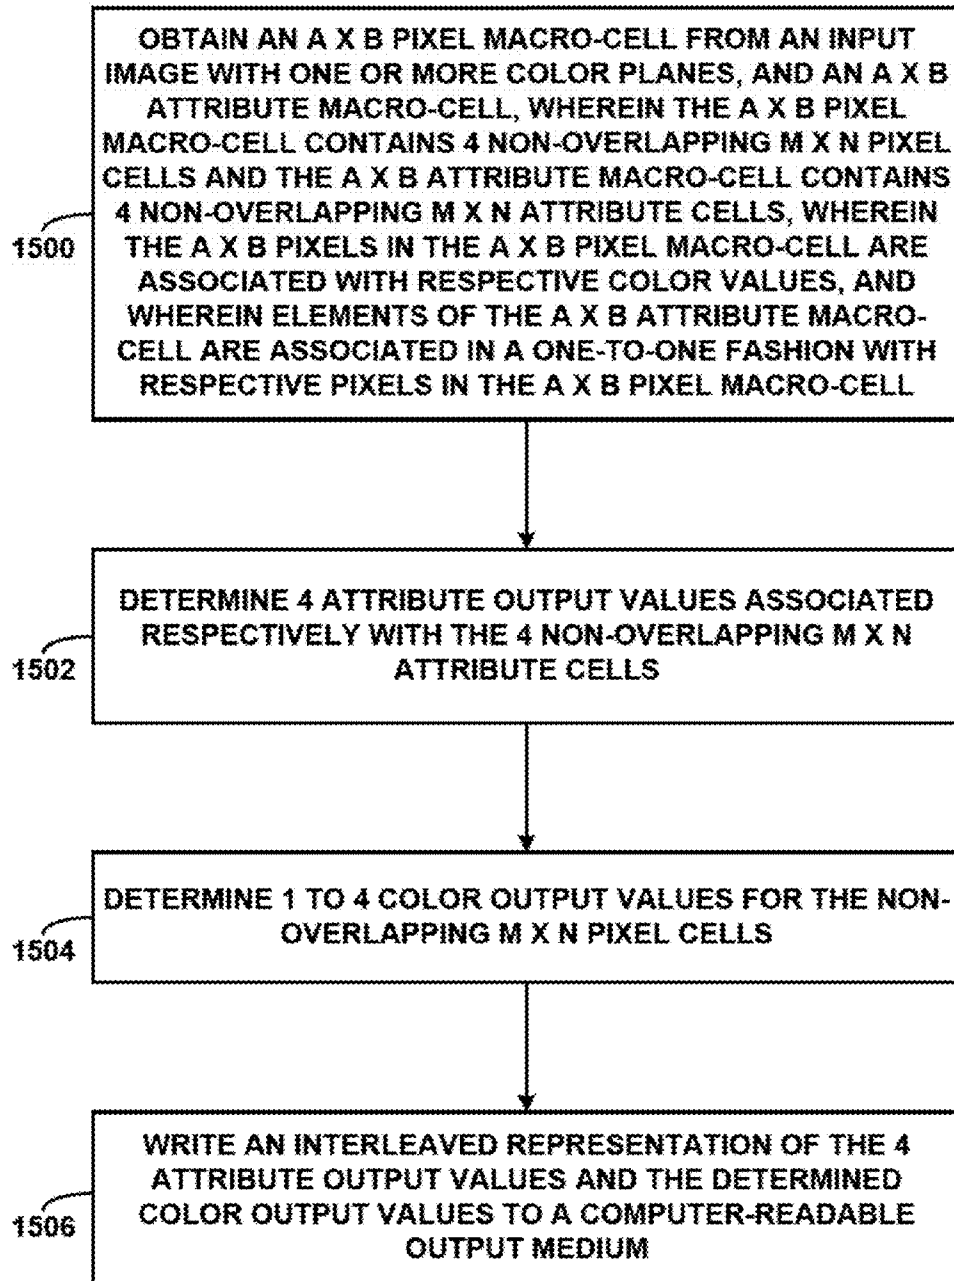 OBTAIN AN A X B PIXEL MACRO-CELL FROM AN INPUT
IMAGE WITH ONE OR MORE COLOR PLANES, AND AN A X B
ATTRIBUTE MACRO-CELL, WHEREIN THE A X B PIXEL
MACRO-CELL CONTAINS 4 NON-OVERLAPPING M X N PIXEL
CELLS AND THE A X B ATTRIBUTE MACRO-CELL CONTAINS
4 NON-OVERLAPPING M X N ATTRIBUTE CELLS, WHEREIN
THE A X B PIXELS IN THE A X B PIXEL MACRO-CELL ARE
ASSOCIATED WITH RESPECTIVE COLOR VALUES, AND
WHEREIN ELEMENTS OF THE A X B ATTRIBUTE MACRO-
CELL ARE ASSOCIATED IN A ONE-TO-ONE FASHION WITH
RESPECTIVE PIXELS IN THE A X B PIXEL MACRO-CELL
1500
DETERMINE 4 ATTRIBUTE OUTPUT VALUES ASSOCIATED
RESPECTIVELY WITH THE 4 NON-OVERLAPPING M X N
ATTRIBUTE CELLS
1502
DETERMINE 1 TO 4 COLOR OUTPUT VALUES FOR THE NON-
OVERLAPPING M X N PIXEL CELLS
1504
WRITE AN INTERLEAVED REPRESENTATION OF THE 4
ATTRIBUTE OUTPUT VALUES AND THE DETERMINED
COLOR OUTPUT VALUES TO A COMPUTER-READABLE
OUTPUT MEDIUM
1506